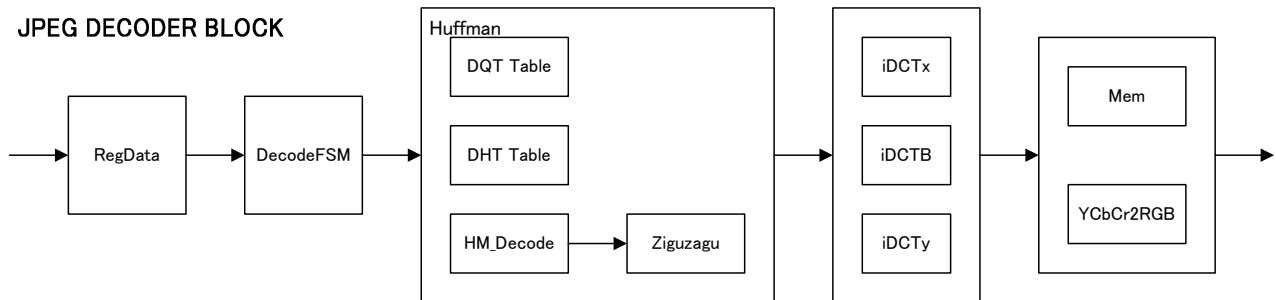 JPEG DECODER BLOCK
RegData
DecodeFSM
Huffman
DQT Table
DHT Table
HM_Decode
Ziguzagu
iDCTx
iDCTB
iDCTy
Mem
YCbCr2RGB